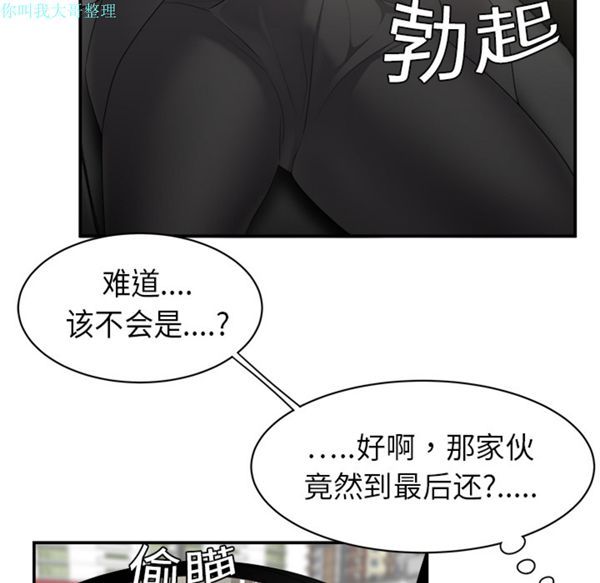 你叫我大哥整理
勃起
难道....
该不会是....?
.....好啊，那家伙
竟然到最后还?.....
偷瞄